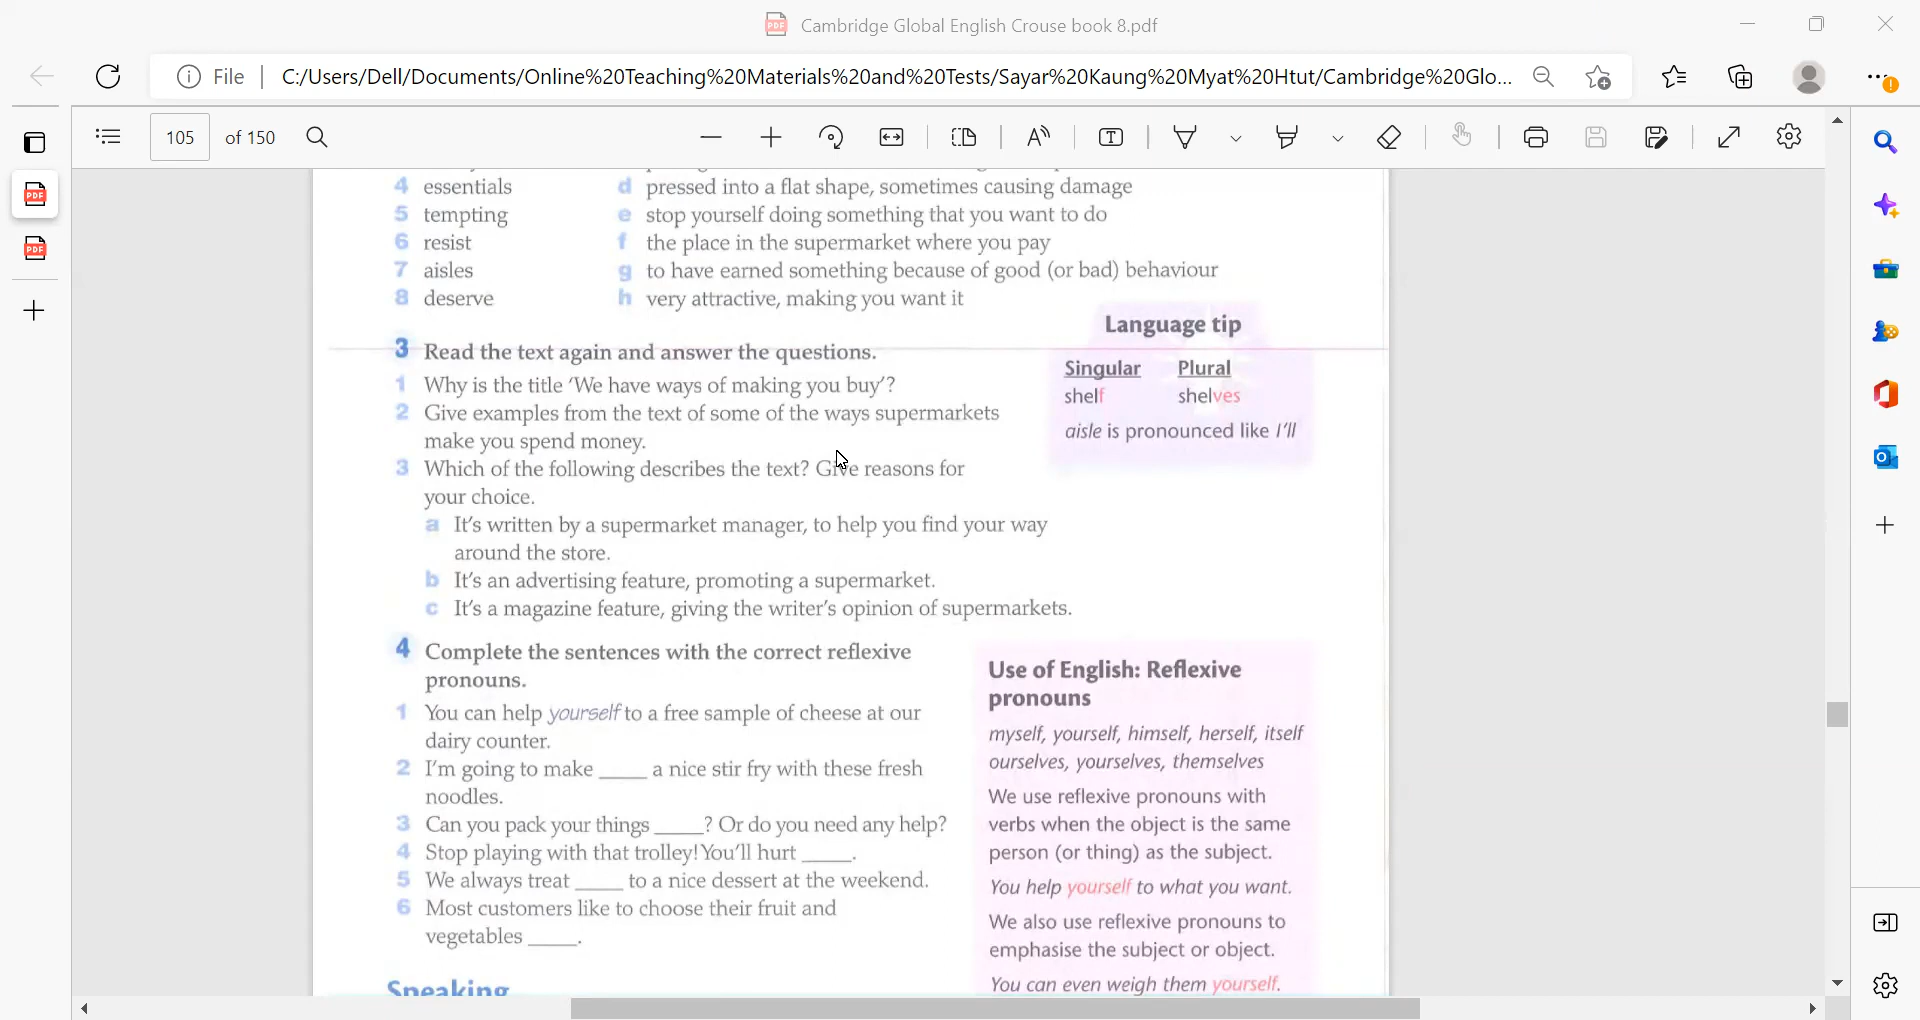 Cambridge Global English Crouse book 8.pdf
File C:/Users/Dell/Documents/Online%20Teaching%20Materials%20and%20Tests/Sayar%20Kaung%20Myat%20Htut/Cambridge%20Glo...
105 of 150
4 essentials d pressed into a flat shape, sometimes causing damage
5 tempting e stop yourself doing something that you want to do
6 resist f the place in the supermarket where you pay
7 aisles g to have earned something because of good (or bad) behaviour
8 deserve h very attractive, making you want it
3 Read the text again and answer the questions.
1 Why is the title ‘We have ways of making you buy’?
2 Give examples from the text of some of the ways supermarkets
make you spend money.
3 Which of the following describes the text? Give reasons for
your choice.
a It’s written by a supermarket manager, to help you find your way
around the store.
b It’s an advertising feature, promoting a supermarket.
c It’s a magazine feature, giving the writer’s opinion of supermarkets.
Language tip
Singular Plural
shelf shelves
aisle is pronounced like I’ll
4 Complete the sentences with the correct reflexive
pronouns.
1 You can help yourself to a free sample of cheese at our
dairy counter.
2 I’m going to make _____ a nice stir fry with these fresh
noodles.
3 Can you pack your things _____? Or do you need any help?
4 Stop playing with that trolley! You’ll hurt _____.
5 We always treat _____ to a nice dessert at the weekend.
6 Most customers like to choose their fruit and
vegetables _____.
Use of English: Reflexive
pronouns
myself, yourself, himself, herself, itself
ourselves, yourselves, themselves
We use reflexive pronouns with
verbs when the object is the same
person (or thing) as the subject.
You help yourself to what you want.
We also use reflexive pronouns to
emphasise the subject or object.
You can even weigh them yourself.
Speaking